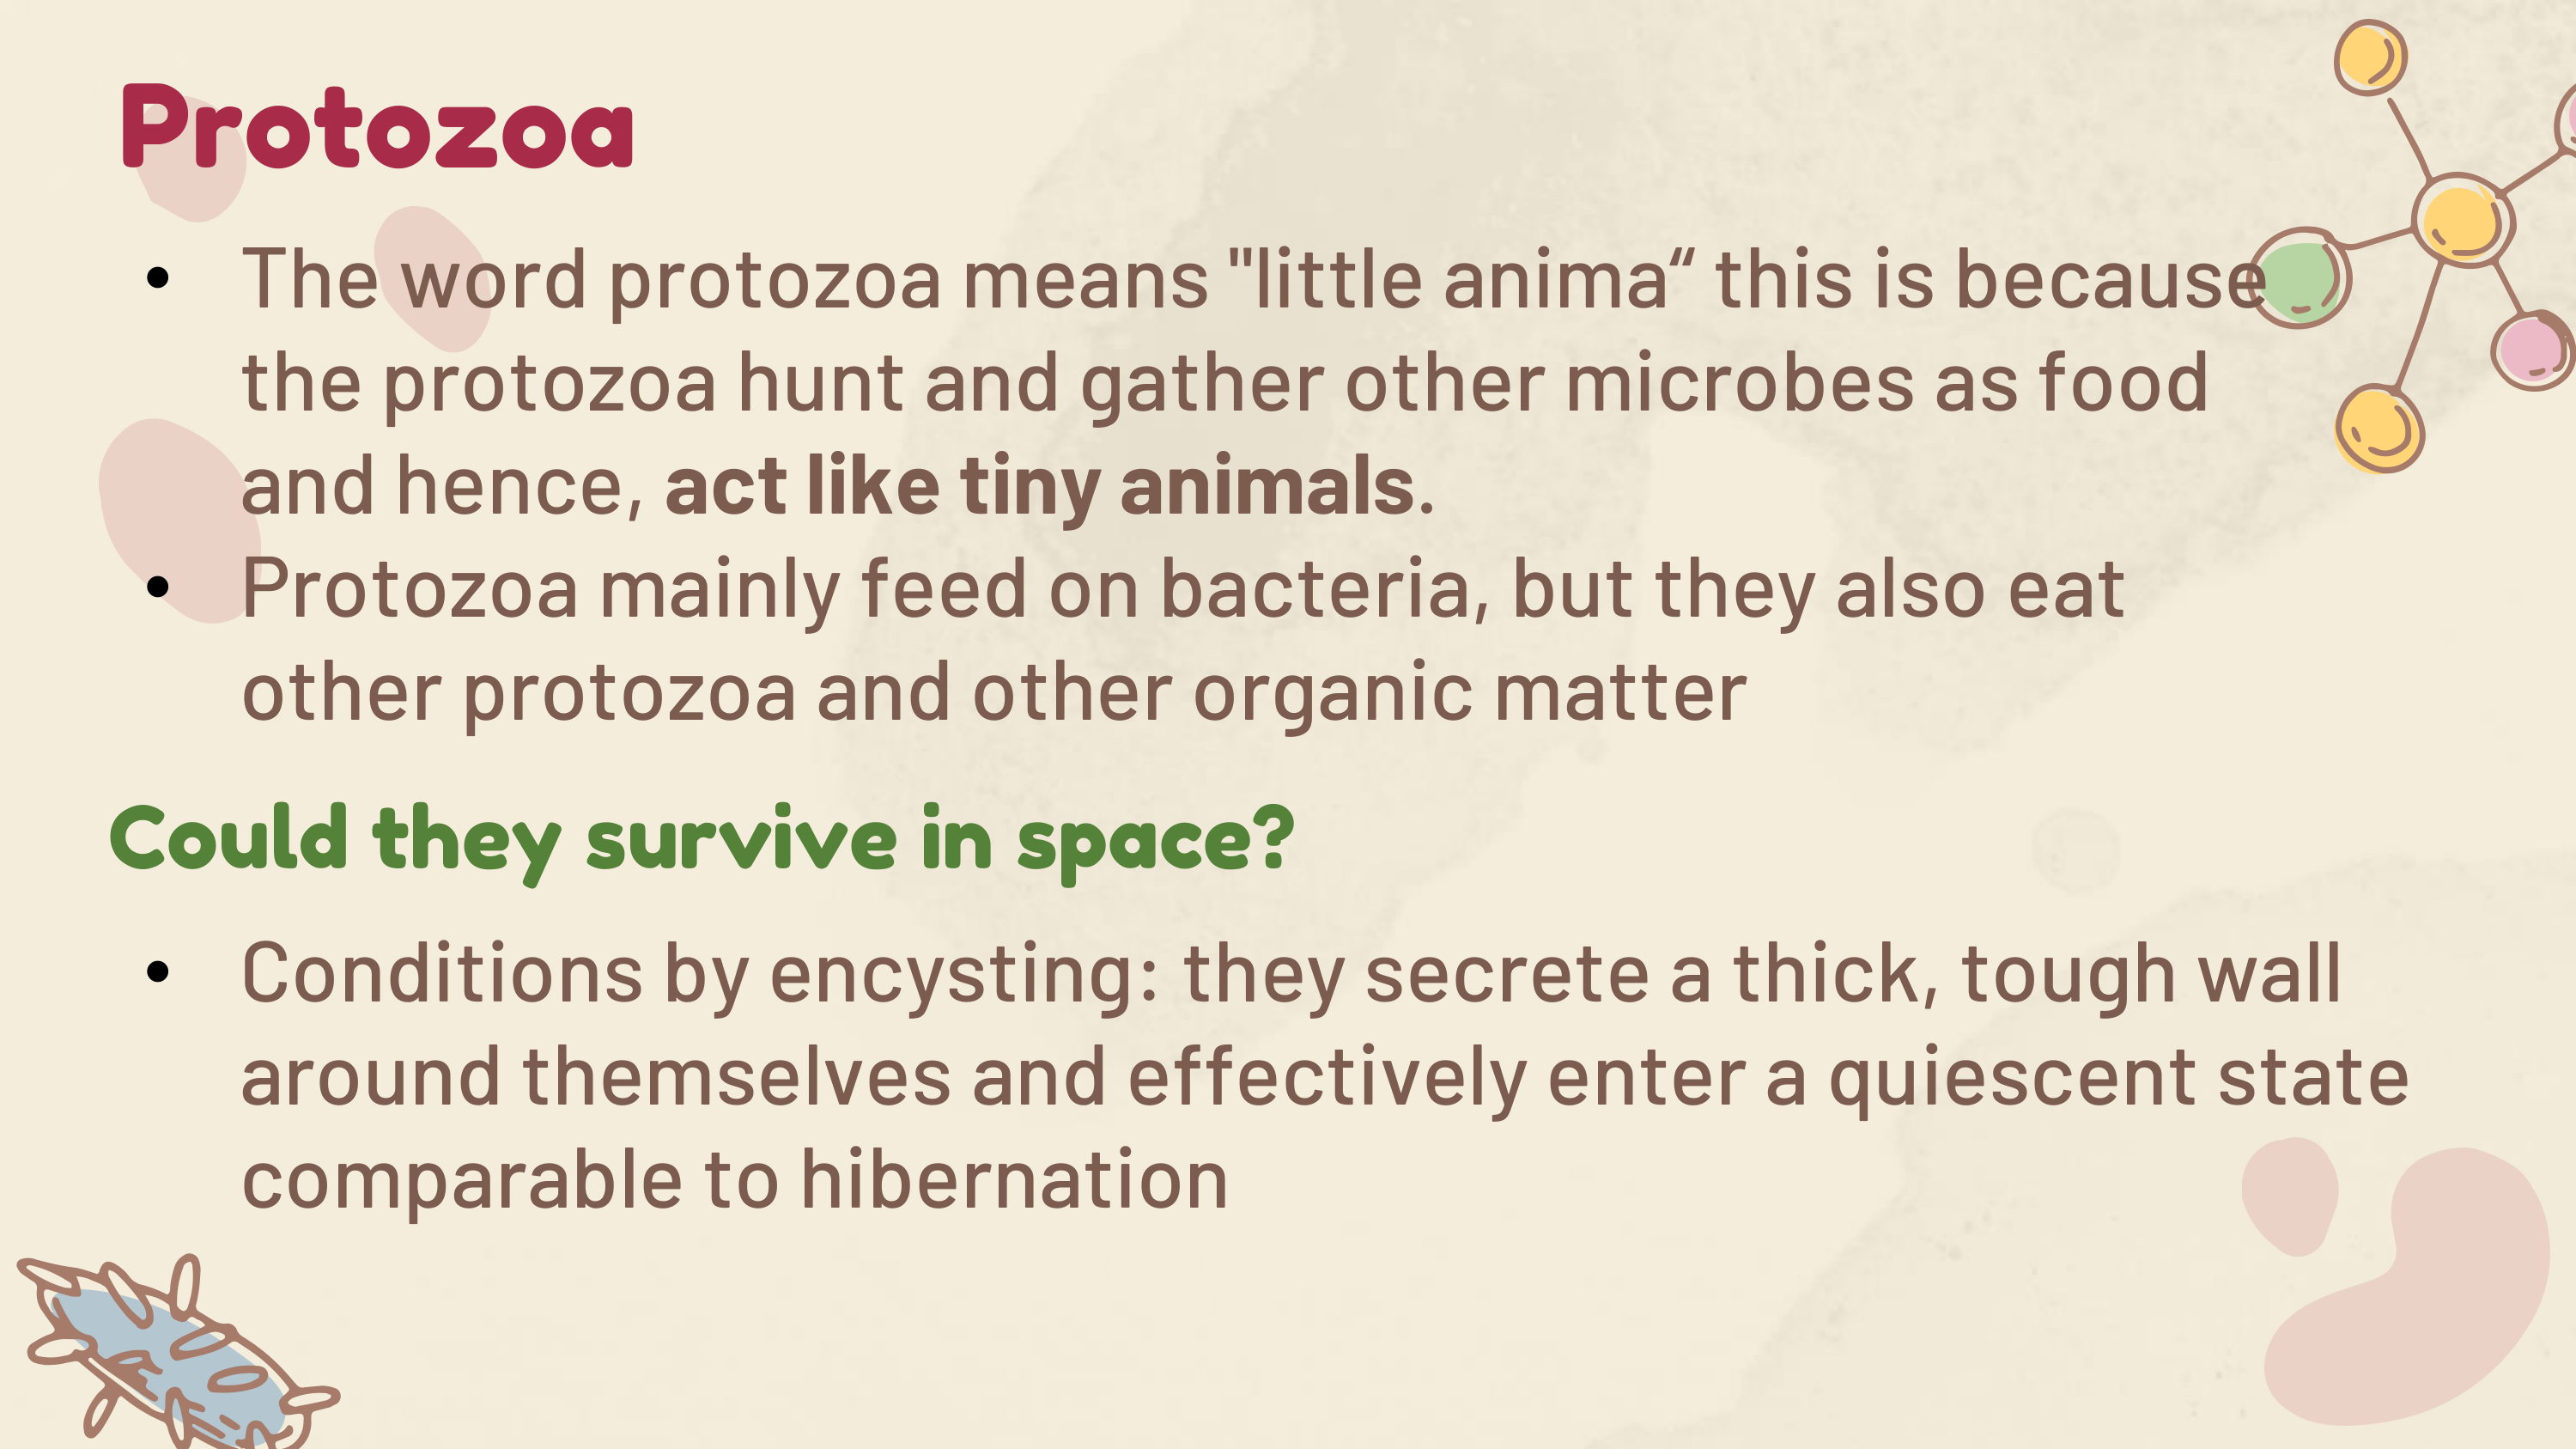 Protozoa
• The word protozoa means "little anima“ this is because
the protozoa hunt and gather other microbes as food
and hence, act like tiny animals.
• Protozoa mainly feed on bacteria, but they also eat
other protozoa and other organic matter
Could they survive in space?
• Conditions by encysting: they secrete a thick, tough wall
around themselves and effectively enter a quiescent state
comparable to hibernation